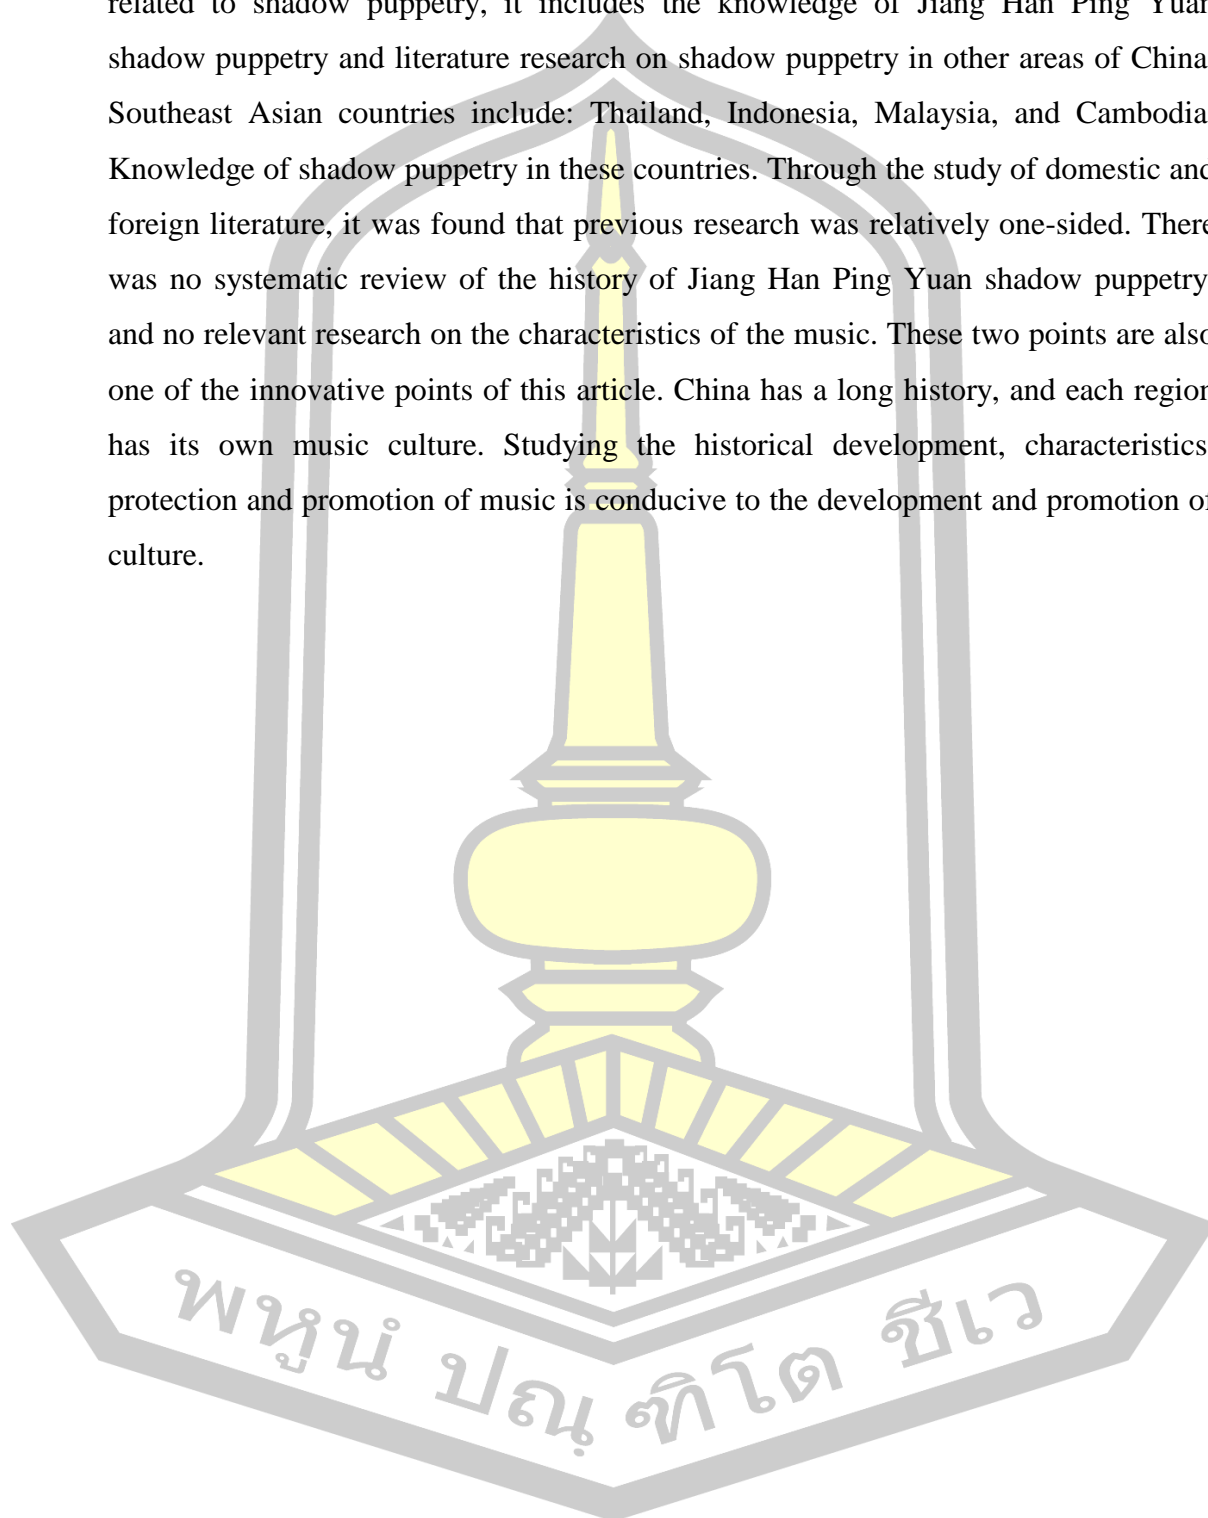 related to shadow puppetry, it includes the knowledge of Jiang Han Ping Yuan
shadow puppetry and literature research on shadow puppetry in other areas of China
Southeast Asian countries include: Thailand, Indonesia, Malaysia, and Cambodia
Knowledge of shadow puppetry in these countries. Through the study of domestic and
foreign literature, it was found that previous research was relatively one-sided. There
was no systematic review of the history of Jiang Han Ping Yuan shadow puppetry
and no relevant research on the characteristics of the music. These two points are also
one of the innovative points of this article. China has a long history, and each region
has its own music culture. Studying the historical development, characteristics
protection and promotion of music is conducive to the development and promotion of
culture.
พหูนํ ปณฺฑิโต ชีเว